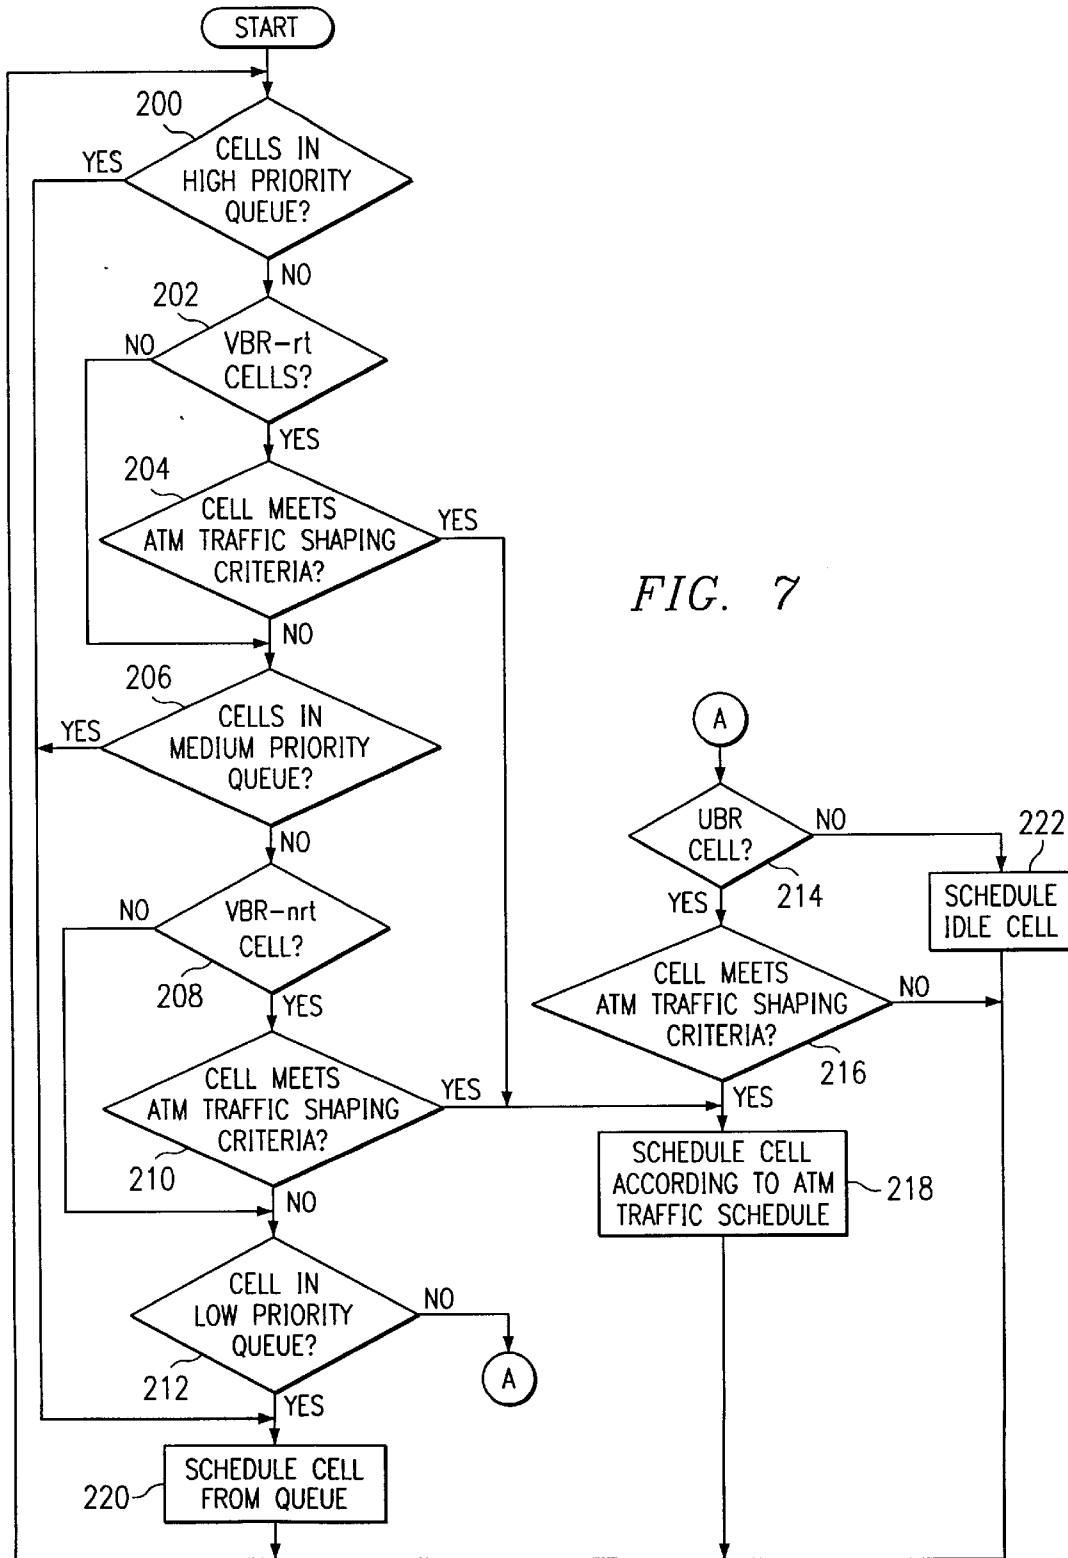 START
200
CELLS IN
HIGH PRIORITY
QUEUE?
YES
NO
202
VBR-rt
CELLS?
NO
YES
204
CELL MEETS
ATM TRAFFIC SHAPING
CRITERIA?
YES
NO
FIG. 7
206
CELLS IN
MEDIUM PRIORITY
QUEUE?
YES
NO
VBR-nrt
CELL?
208
NO
YES
CELL MEETS
ATM TRAFFIC SHAPING
CRITERIA?
210
YES
NO
CELL IN
LOW PRIORITY
QUEUE?
212
NO
A
YES
SCHEDULE CELL
FROM QUEUE
220
A
UBR
CELL?
214
NO
222
SCHEDULE
IDLE CELL
YES
CELL MEETS
ATM TRAFFIC SHAPING
CRITERIA?
216
NO
YES
SCHEDULE CELL
ACCORDING TO ATM
TRAFFIC SCHEDULE
218